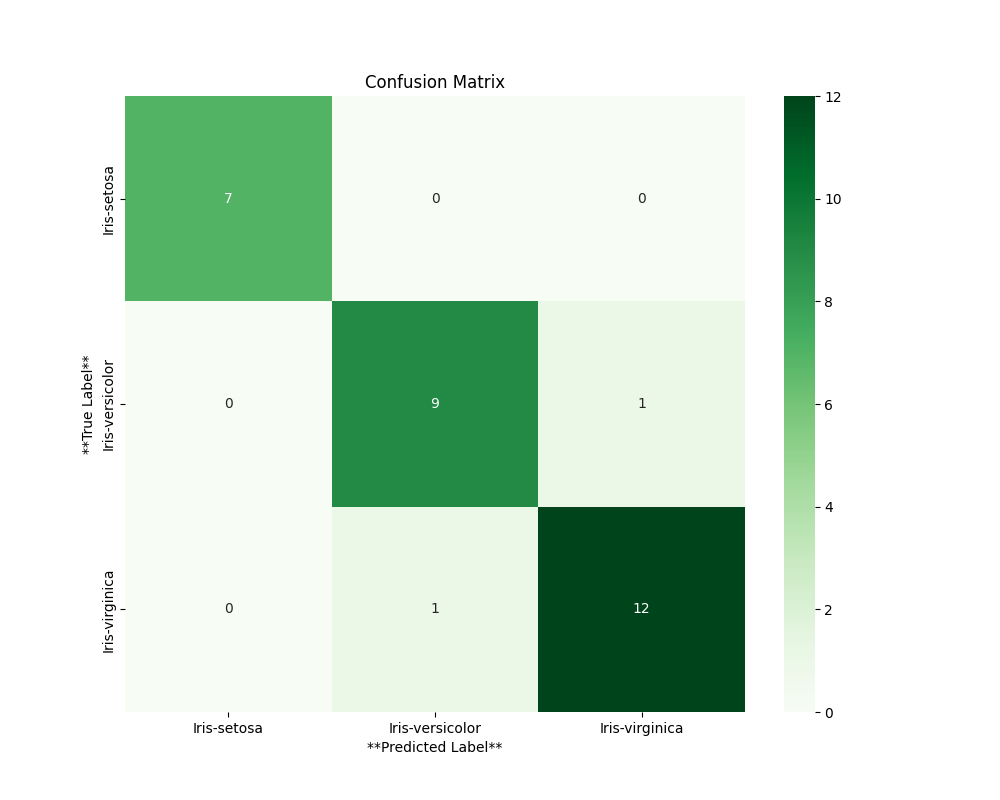 Confusion Matrix
**True Label**
Iris-setosa
7 0 0
Iris-versicolor
0 9 1
Iris-virginica
0 1 12
Iris-setosa Iris-versicolor Iris-virginica
**Predicted Label**
12
10
8
6
4
2
0